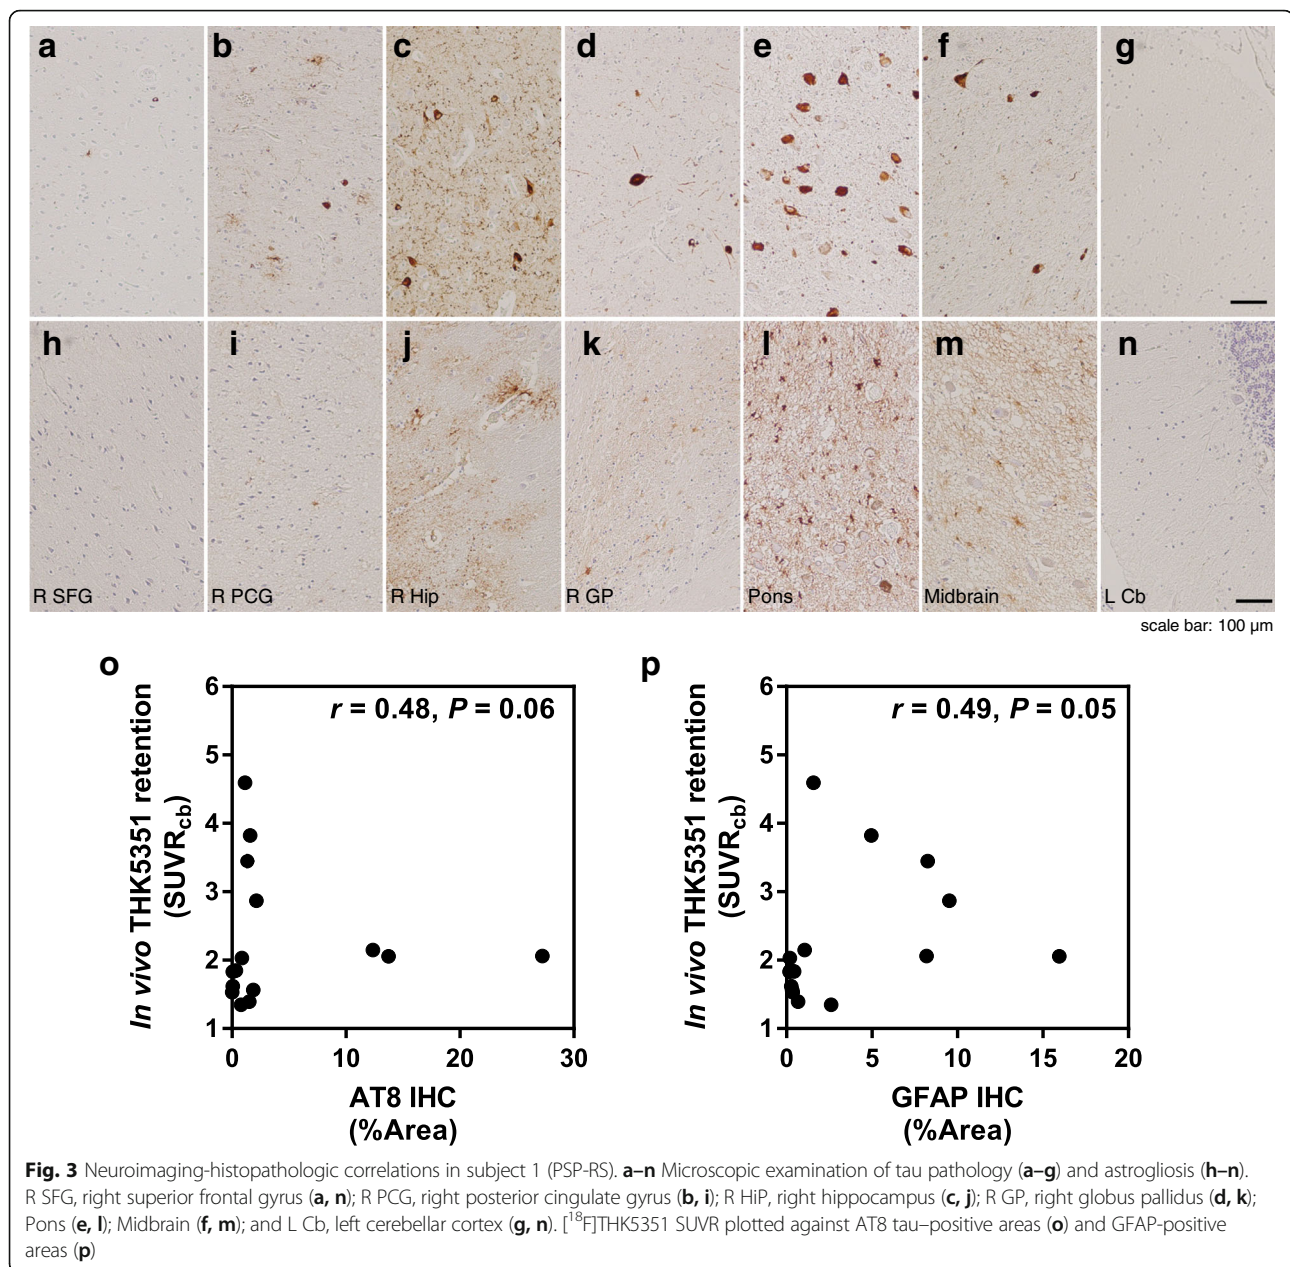 a b c d e f g
h i j k l m n
R SFG R PCG R Hip R GP Pons Midbrain L Cb
scale bar: 100 µm
o
In vivo THK5351 retention
(SUVRcb)
6
5
4
3
2
1
r = 0.48, P = 0.06
0 10 20 30
AT8 IHC
(%Area)
p
In vivo THK5351 retention
(SUVRcb)
6
5
4
3
2
1
r = 0.49, P = 0.05
0 5 10 15 20
GFAP IHC
(%Area)
Fig. 3 Neuroimaging-histopathologic correlations in subject 1 (PSP-RS). a–n Microscopic examination of tau pathology (a–g) and astrogliosis (h–n).
R SFG, right superior frontal gyrus (a, n); R PCG, right posterior cingulate gyrus (b, i); R HiP, right hippocampus (c, j); R GP, right globus pallidus (d, k);
Pons (e, l); Midbrain (f, m); and L Cb, left cerebellar cortex (g, n). [18F]THK5351 SUVR plotted against AT8 tau–positive areas (o) and GFAP-positive
areas (p)